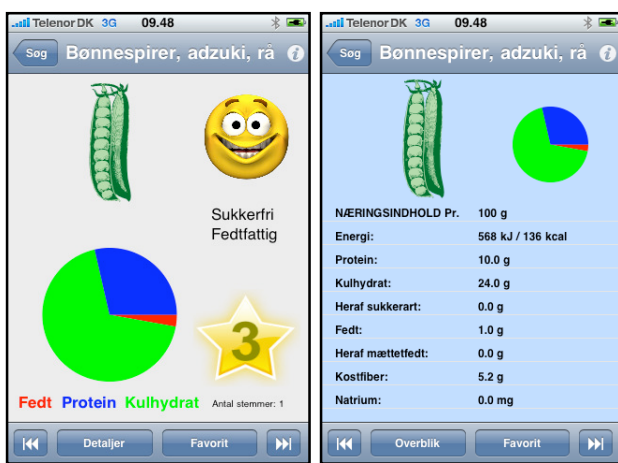 Telenor DK 3G 09.48
Søg Bønnespirer, adzuki, rå
Sukkerfri
Fedtfattig
3
Fedt Protein Kulhydrat Antal stemmer: 1
Detaljer Favorit
Telenor DK 3G 09.48
Søg Bønnespirer, adzuki, rå
NÆRINGSINDHOLD Pr. 100 g
Energi: 568 kJ / 136 kcal
Protein: 10.0 g
Kulhydrat: 24.0 g
Heraf sukkerart: 0.0 g
Fedt: 1.0 g
Heraf mættetfedt: 0.0 g
Kostfiber: 5.2 g
Natrium: 0.0 mg
Overblik Favorit